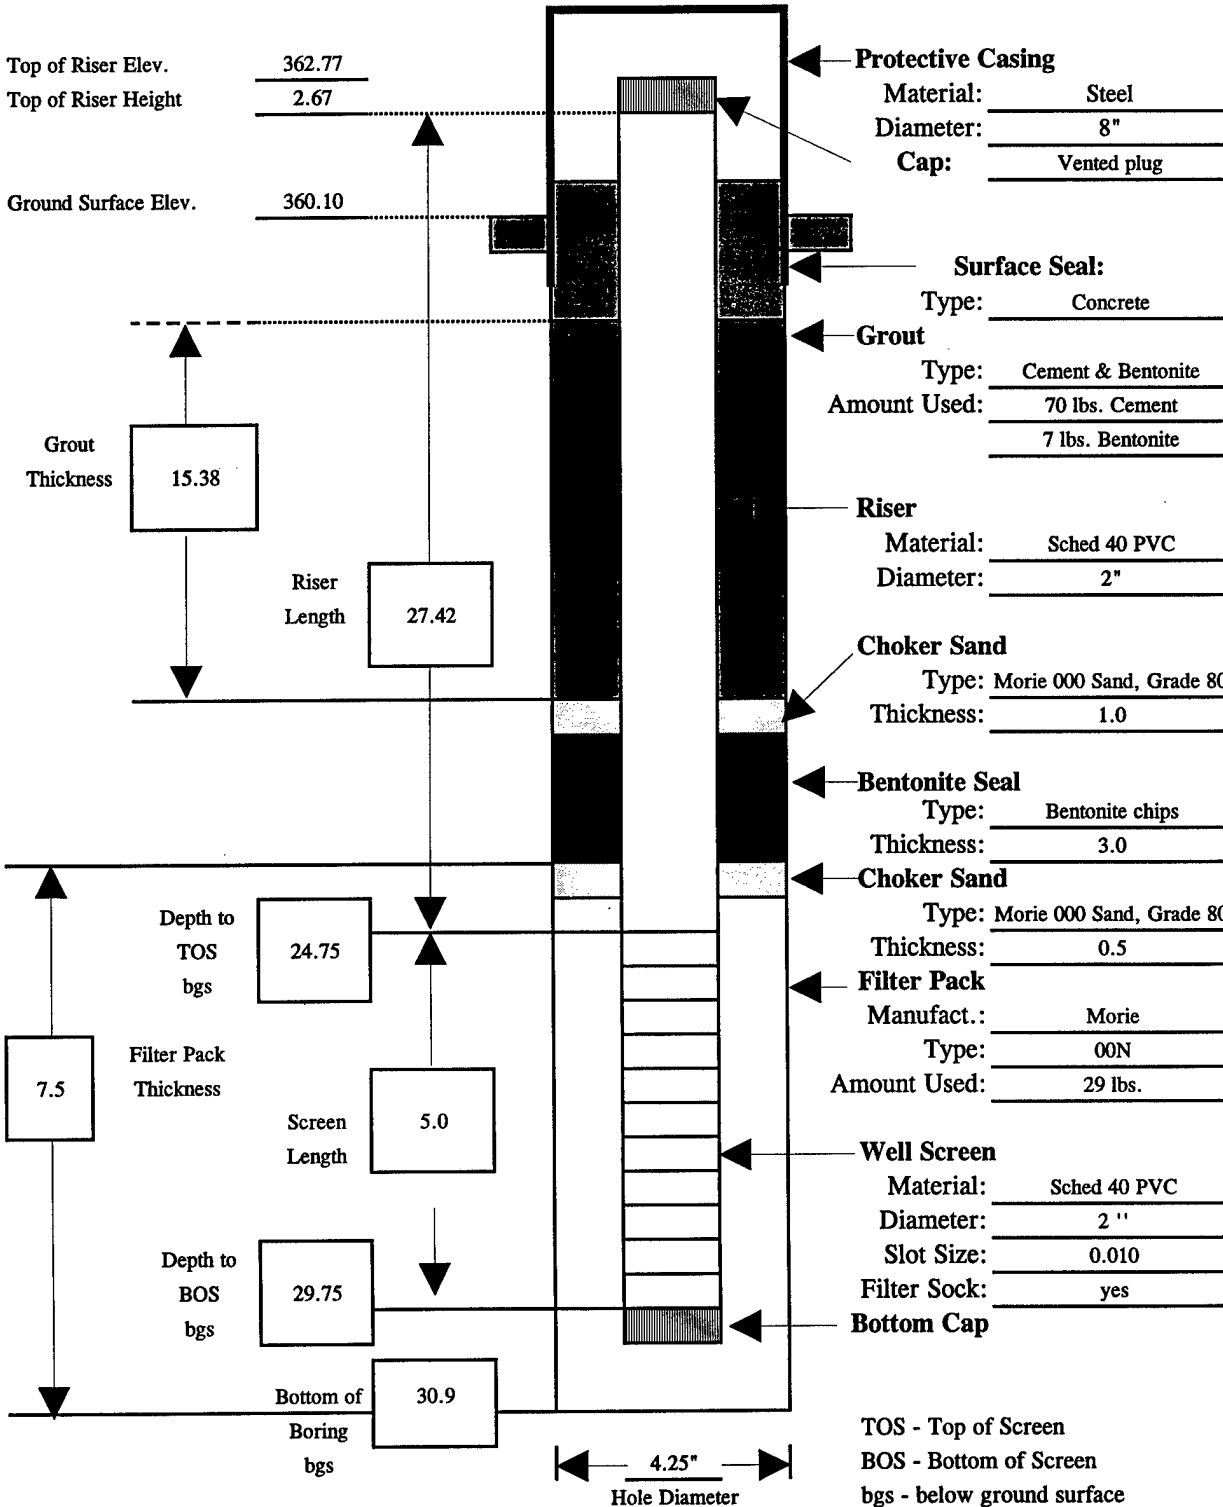 Top of Riser Elev. 362.77
Top of Riser Height 2.67
Ground Surface Elev. 360.10
Grout
Thickness
15.38
Riser
Length
27.42
Depth to
TOS
bgs
24.75
Filter Pack
Thickness
7.5
Screen
Length
5.0
Depth to
BOS
bgs
29.75
Bottom of
Boring
bgs
30.9
4.25"
Hole Diameter
Protective Casing
Material: Steel
Diameter: 8"
Cap: Vented plug
Surface Seal:
Type: Concrete
Grout
Type: Cement & Bentonite
Amount Used: 70 lbs. Cement
7 lbs. Bentonite
Riser
Material: Sched 40 PVC
Diameter: 2"
Choker Sand
Type: Morie 000 Sand, Grade 80
Thickness: 1.0
Bentonite Seal
Type: Bentonite chips
Thickness: 3.0
Choker Sand
Type: Morie 000 Sand, Grade 80
Thickness: 0.5
Filter Pack
Manufact.: Morie
Type: 00N
Amount Used: 29 lbs.
Well Screen
Material: Sched 40 PVC
Diameter: 2 ''
Slot Size: 0.010
Filter Sock: yes
Bottom Cap
TOS - Top of Screen
BOS - Bottom of Screen
bgs - below ground surface